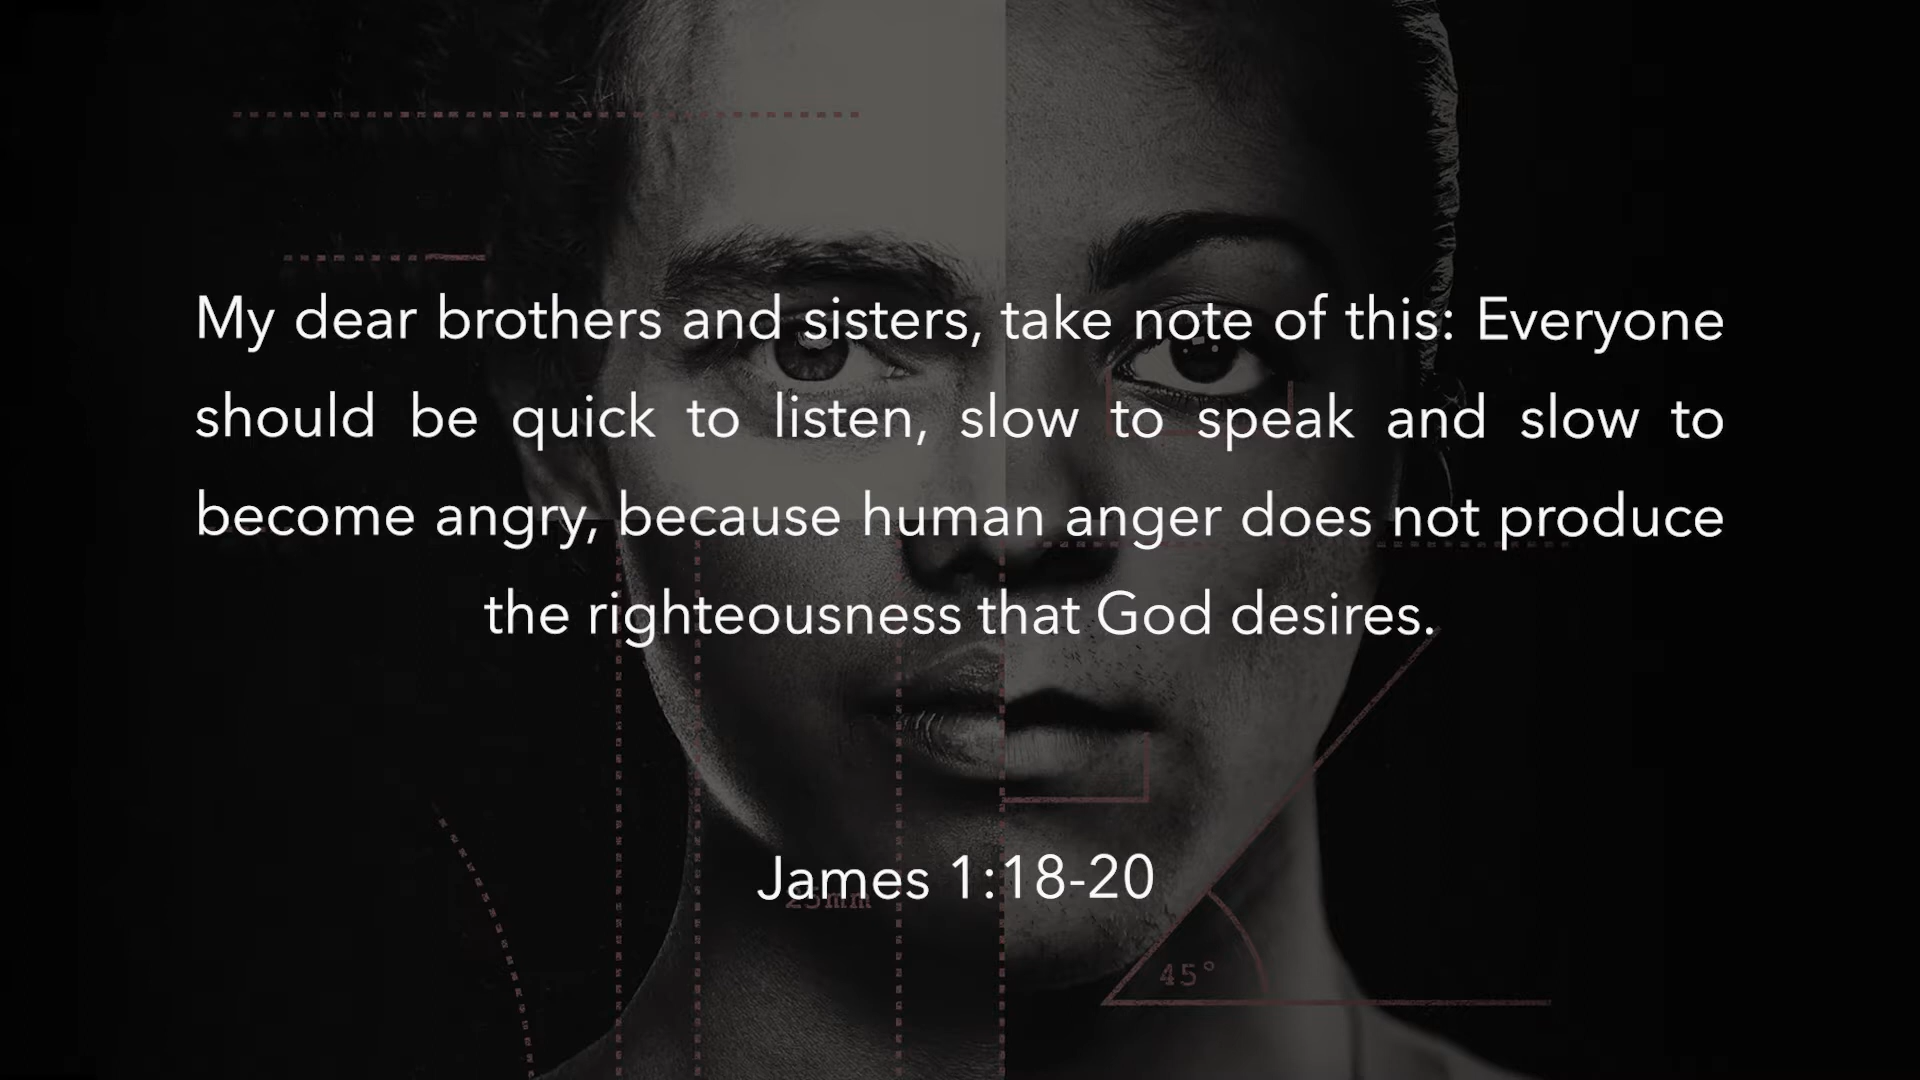 My dear brothers and sisters, take note of this: Everyone
should be quick to listen, slow to speak and slow to
become angry, because human anger does not produce
the righteousness that God desires.
James 1:18-20
25mm
45°